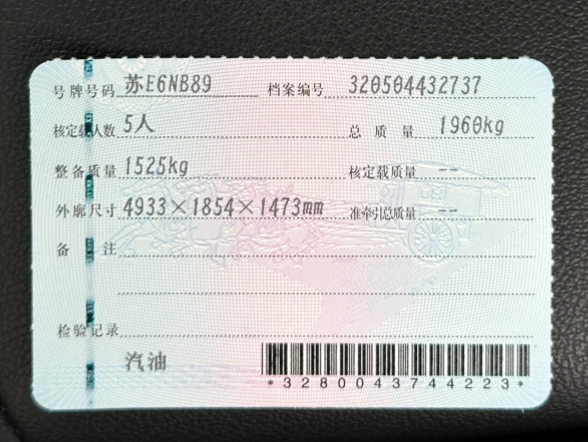 号牌号码 苏E6NB89 档案编号 320504432737
核定载人数 5人 总质量 1960kg
整备质量 1525kg 核定载质量 --
外廓尺寸 4933×1854×1473mm 准牵引总质量 --
备注
检验记录
汽油
*3280043744223*